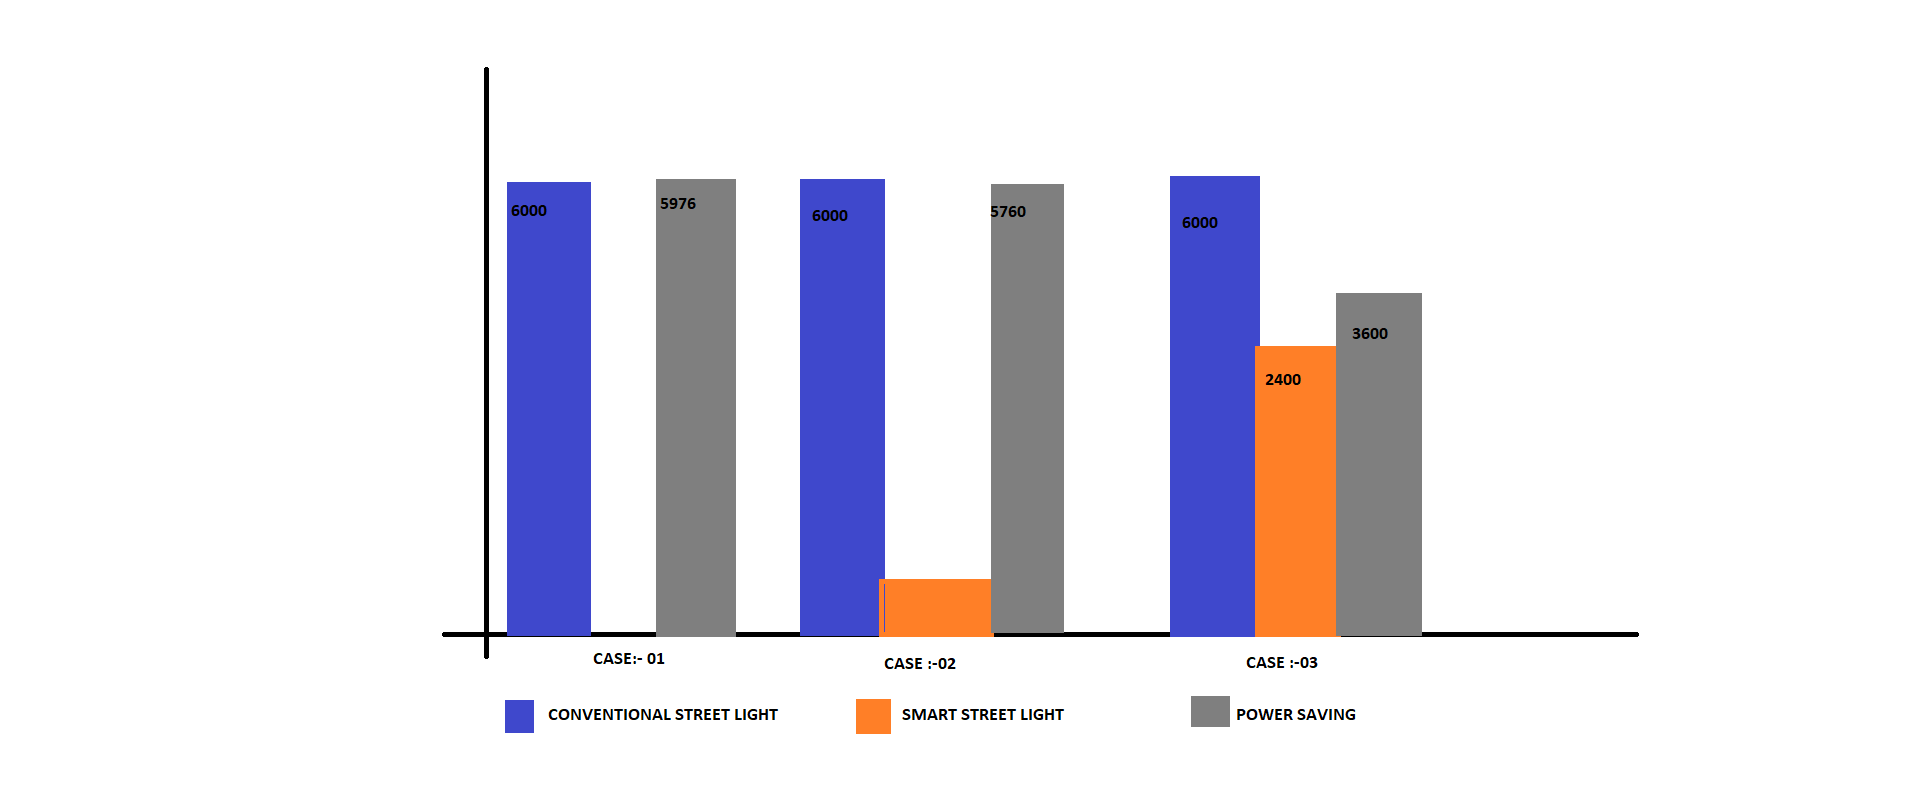 6000
5976
6000
5760
6000
2400
3600
CASE:- 01
CASE :-02
CASE :-03
CONVENTIONAL STREET LIGHT
SMART STREET LIGHT
POWER SAVING